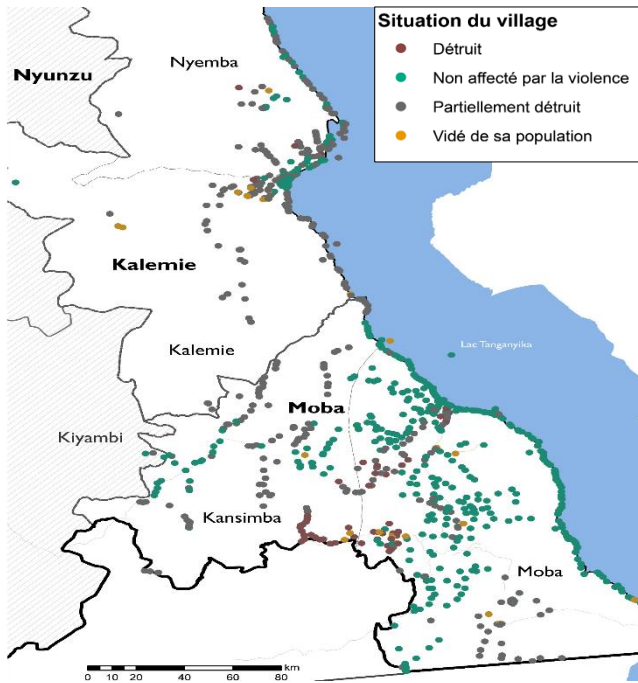 Situation du village
Détruit
Non affecté par la violence
Partiellement détruit
Vidé de sa population
Nyunzu
Nyemba
Kalemie
Kalemie
Lac Tanganyika
Moba
Kiyambi
Kansimba
Moba
km
0 10 20 40 60 80